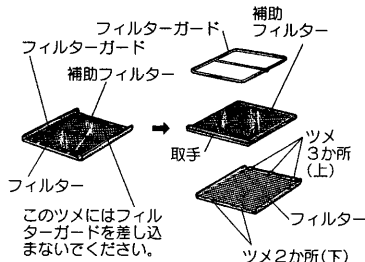 フィルターガード
補助フィルター
フィルター
このツメにはフィル
ターガードを差し込
まないでください。
フィルターガード
補助
フィルター
取手
ツメ
3か所
(上)
フィルター
ツメ2か所(下)